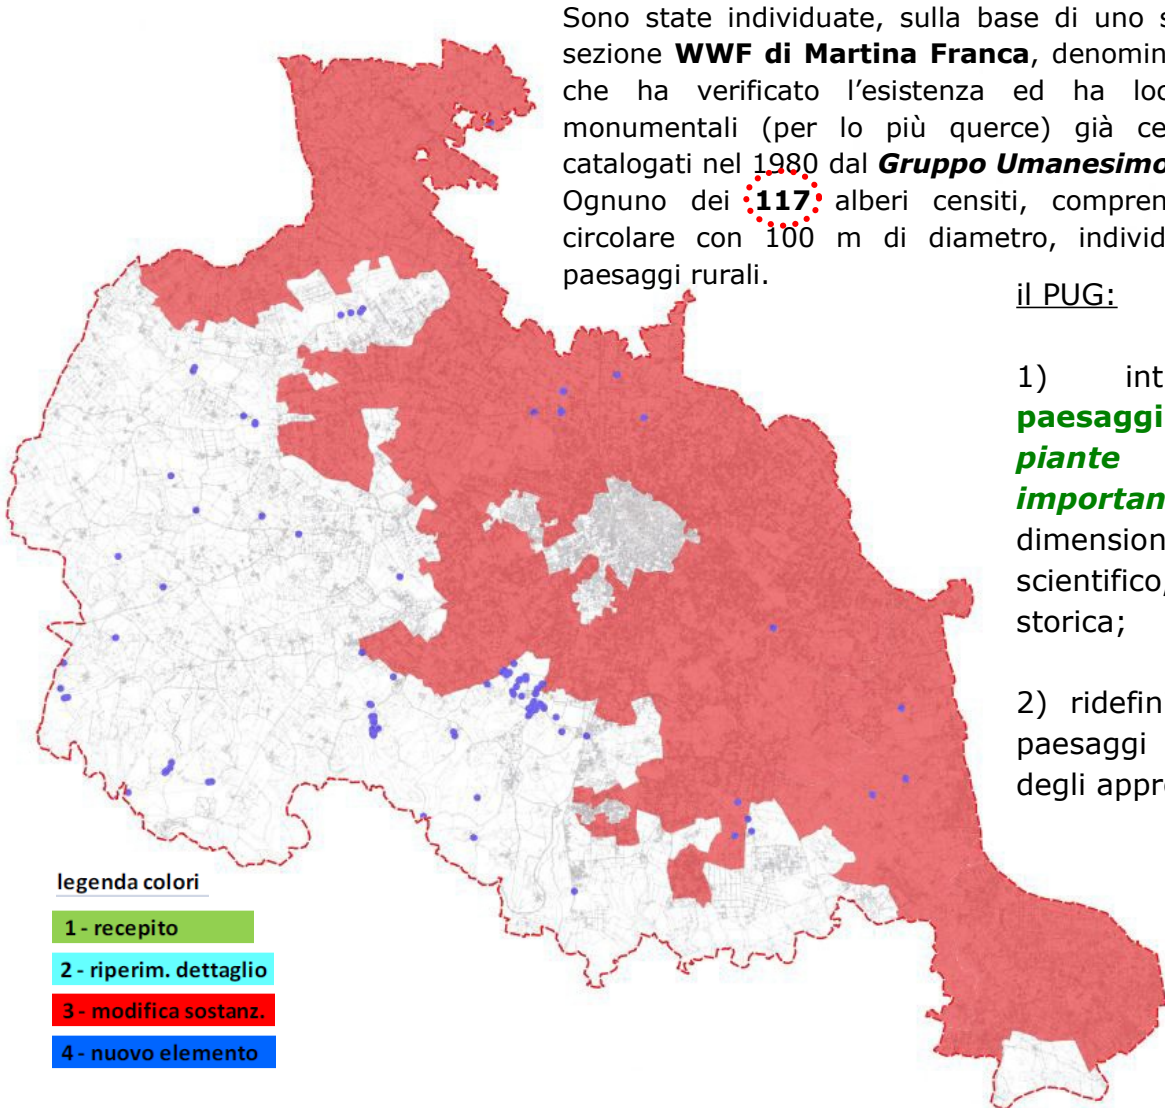 Sono state individuate, sulla base di uno s
sezione WWF di Martina Franca, denomin
che ha verificato l'esistenza ed ha loc
monumentali (per lo più querce) già ce
catalogati nel 1980 dal Gruppo Umanesimo
Ognuno dei 117 alberi censiti, compren
circolare con 100 m di diametro, individ
paesaggi rurali.
il PUG:
1) int
paesaggi
piante
importan
dimension
scientifico,
storica;
2) ridefin
paesaggi
degli appro
legenda colori
1 - recepito
2 - riperim. dettaglio
3 - modifica sostanz.
4 - nuovo elemento